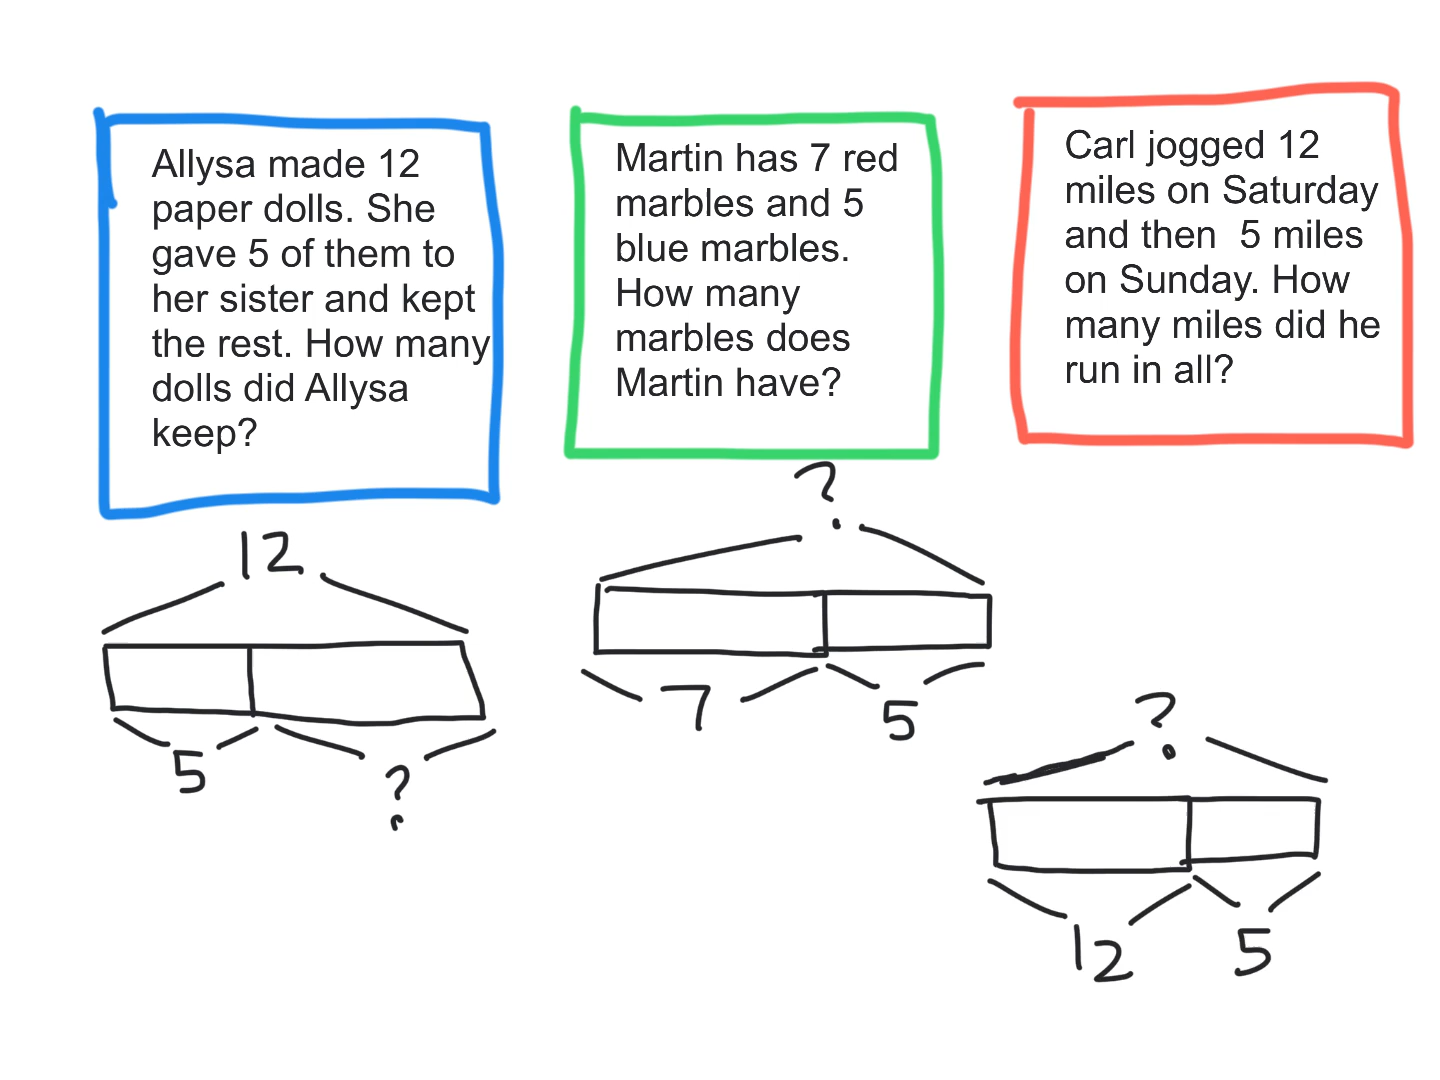 Allysa made 12
paper dolls. She
gave 5 of them to
her sister and kept
the rest. How many
dolls did Allysa
keep?
12
5
?
Martin has 7 red
marbles and 5
blue marbles.
How many
marbles does
Martin have?
?
7 5
Carl jogged 12
miles on Saturday
and then  5 miles
on Sunday. How
many miles did he
run in all?
?
12 5